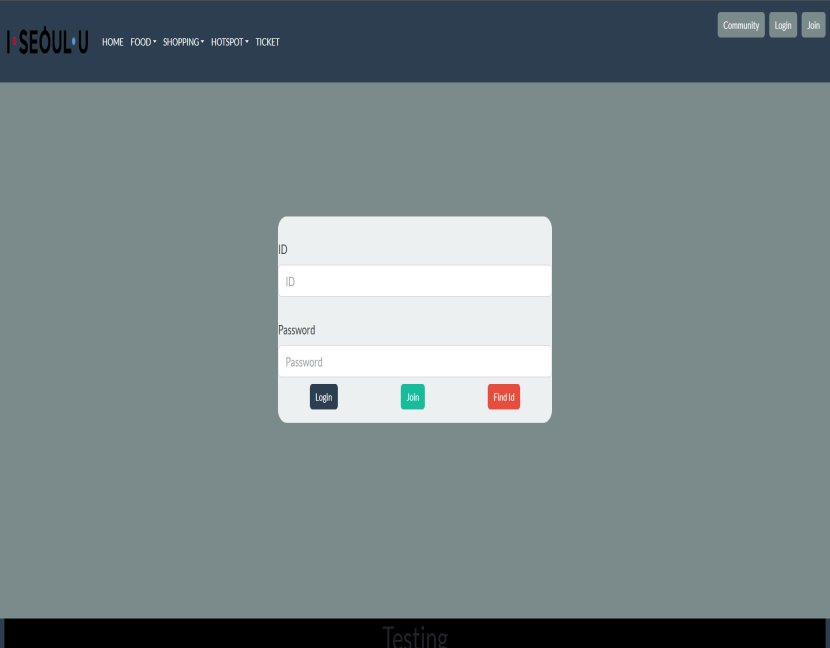 I·SEOUL·U HOME FOOD SHOPPING HOTSPOT TICKET Community Login Join
ID
ID
Password
Password
Login Join Find Id
Testing